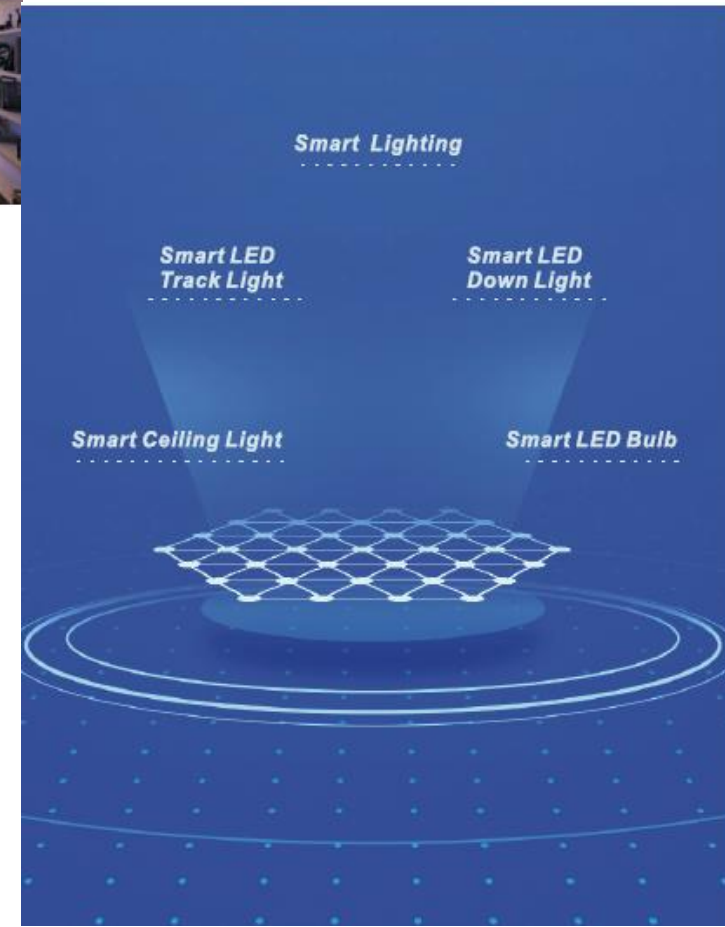 Smart Lighting
Smart LED
Track Light
Smart LED
Down Light
Smart Ceiling Light
Smart LED Bulb